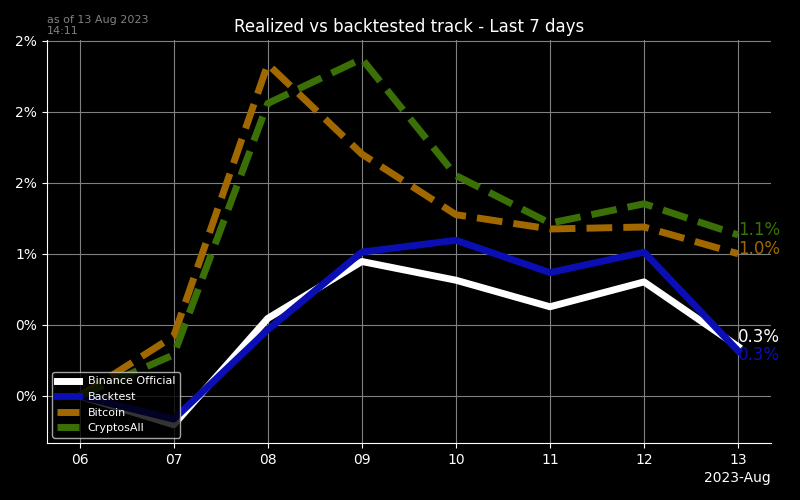 as of 13 Aug 2023
14:11
Realized and backtested track - Last 7 days
2%
2%
2%
1%
0%
0%
1.1%
1.0%
0.3%
0.3%
Binance Official
Backtest
Bitcoin
CryptosAll
06 07 08 09 10 11 12 13
2023-Aug